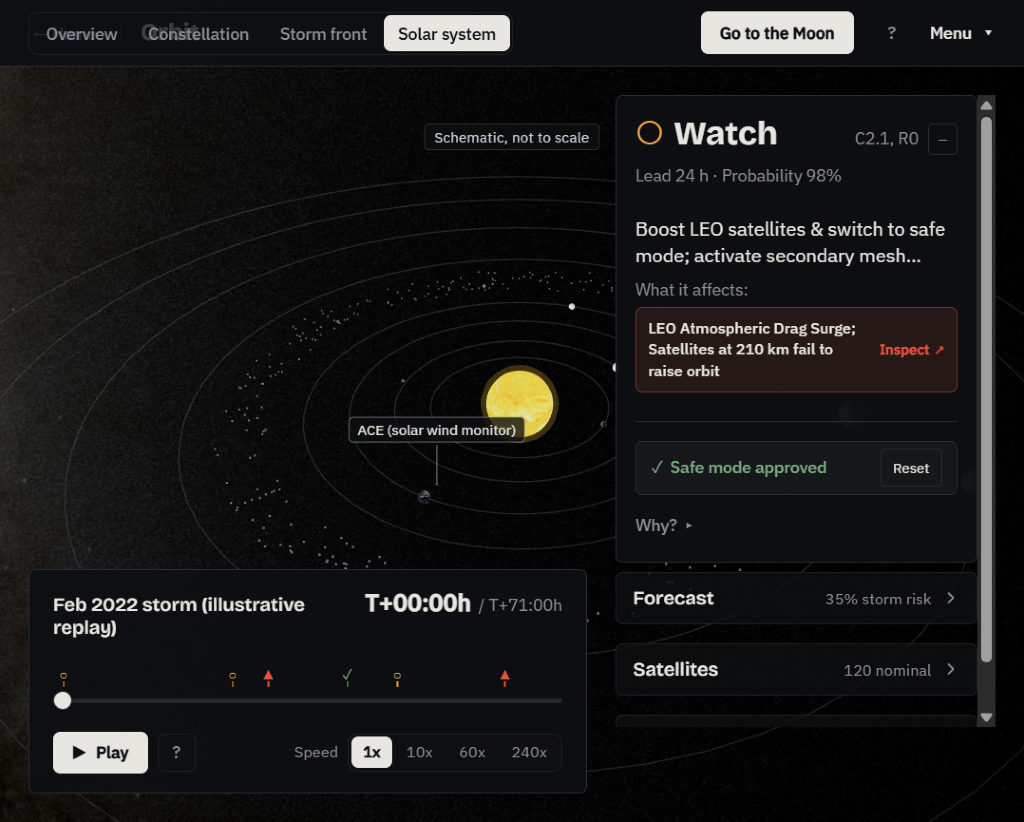 Orbit
Overview
Constellation
Storm front
Solar system
Go to the Moon
?
Menu
Schematic, not to scale
Watch
C2.1, R0
Lead 24 h · Probability 98%
Boost LEO satellites & switch to safe
mode; activate secondary mesh...
What it affects:
LEO Atmospheric Drag Surge;
Satellites at 210 km fail to
raise orbit
Inspect ↗
ACE (solar wind monitor)
✓ Safe mode approved
Reset
Why?
Feb 2022 storm (illustrative
replay)
T+00:00h / T+71:00h
Forecast
35% storm risk
Satellites
120 nominal
Play
?
Speed
1x
10x
60x
240x